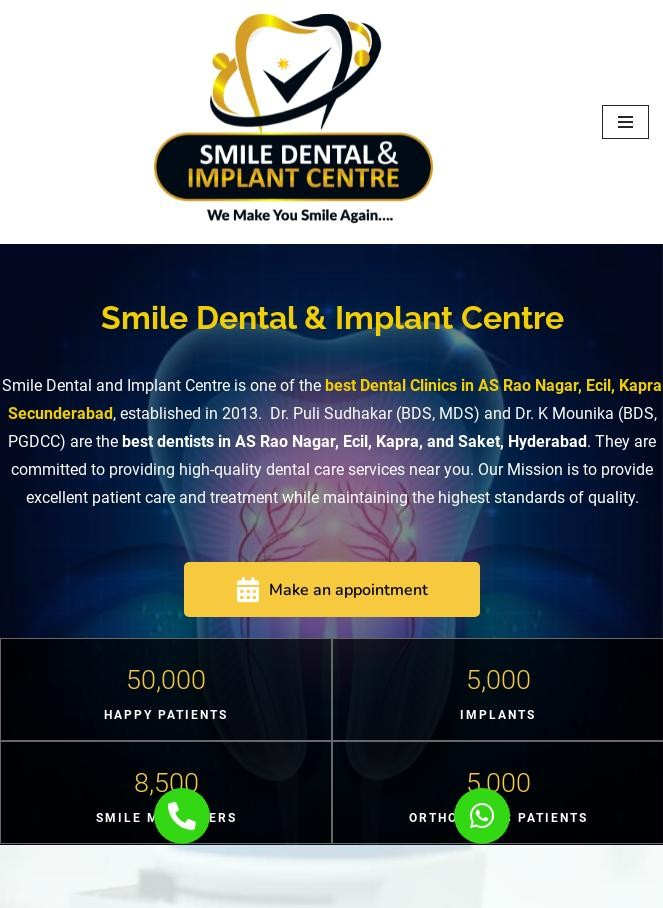 SMILE DENTAL &
IMPLANT CENTRE
We Make You Smile Again....
Smile Dental & Implant Centre
Smile Dental and Implant Centre is one of the best Dental Clinics in AS Rao Nagar, Ecil, Kapra
Secunderabad, established in 2013. Dr. Puli Sudhakar (BDS, MDS) and Dr. K Mounika (BDS,
PGDCC) are the best dentists in AS Rao Nagar, Ecil, Kapra, and Saket, Hyderabad. They are
committed to providing high-quality dental care services near you. Our Mission is to provide
excellent patient care and treatment while maintaining the highest standards of quality.
Make an appointment
50,000
5,000
HAPPY PATIENTS
IMPLANTS
8,500
5,000
SMILE
PATIENTS